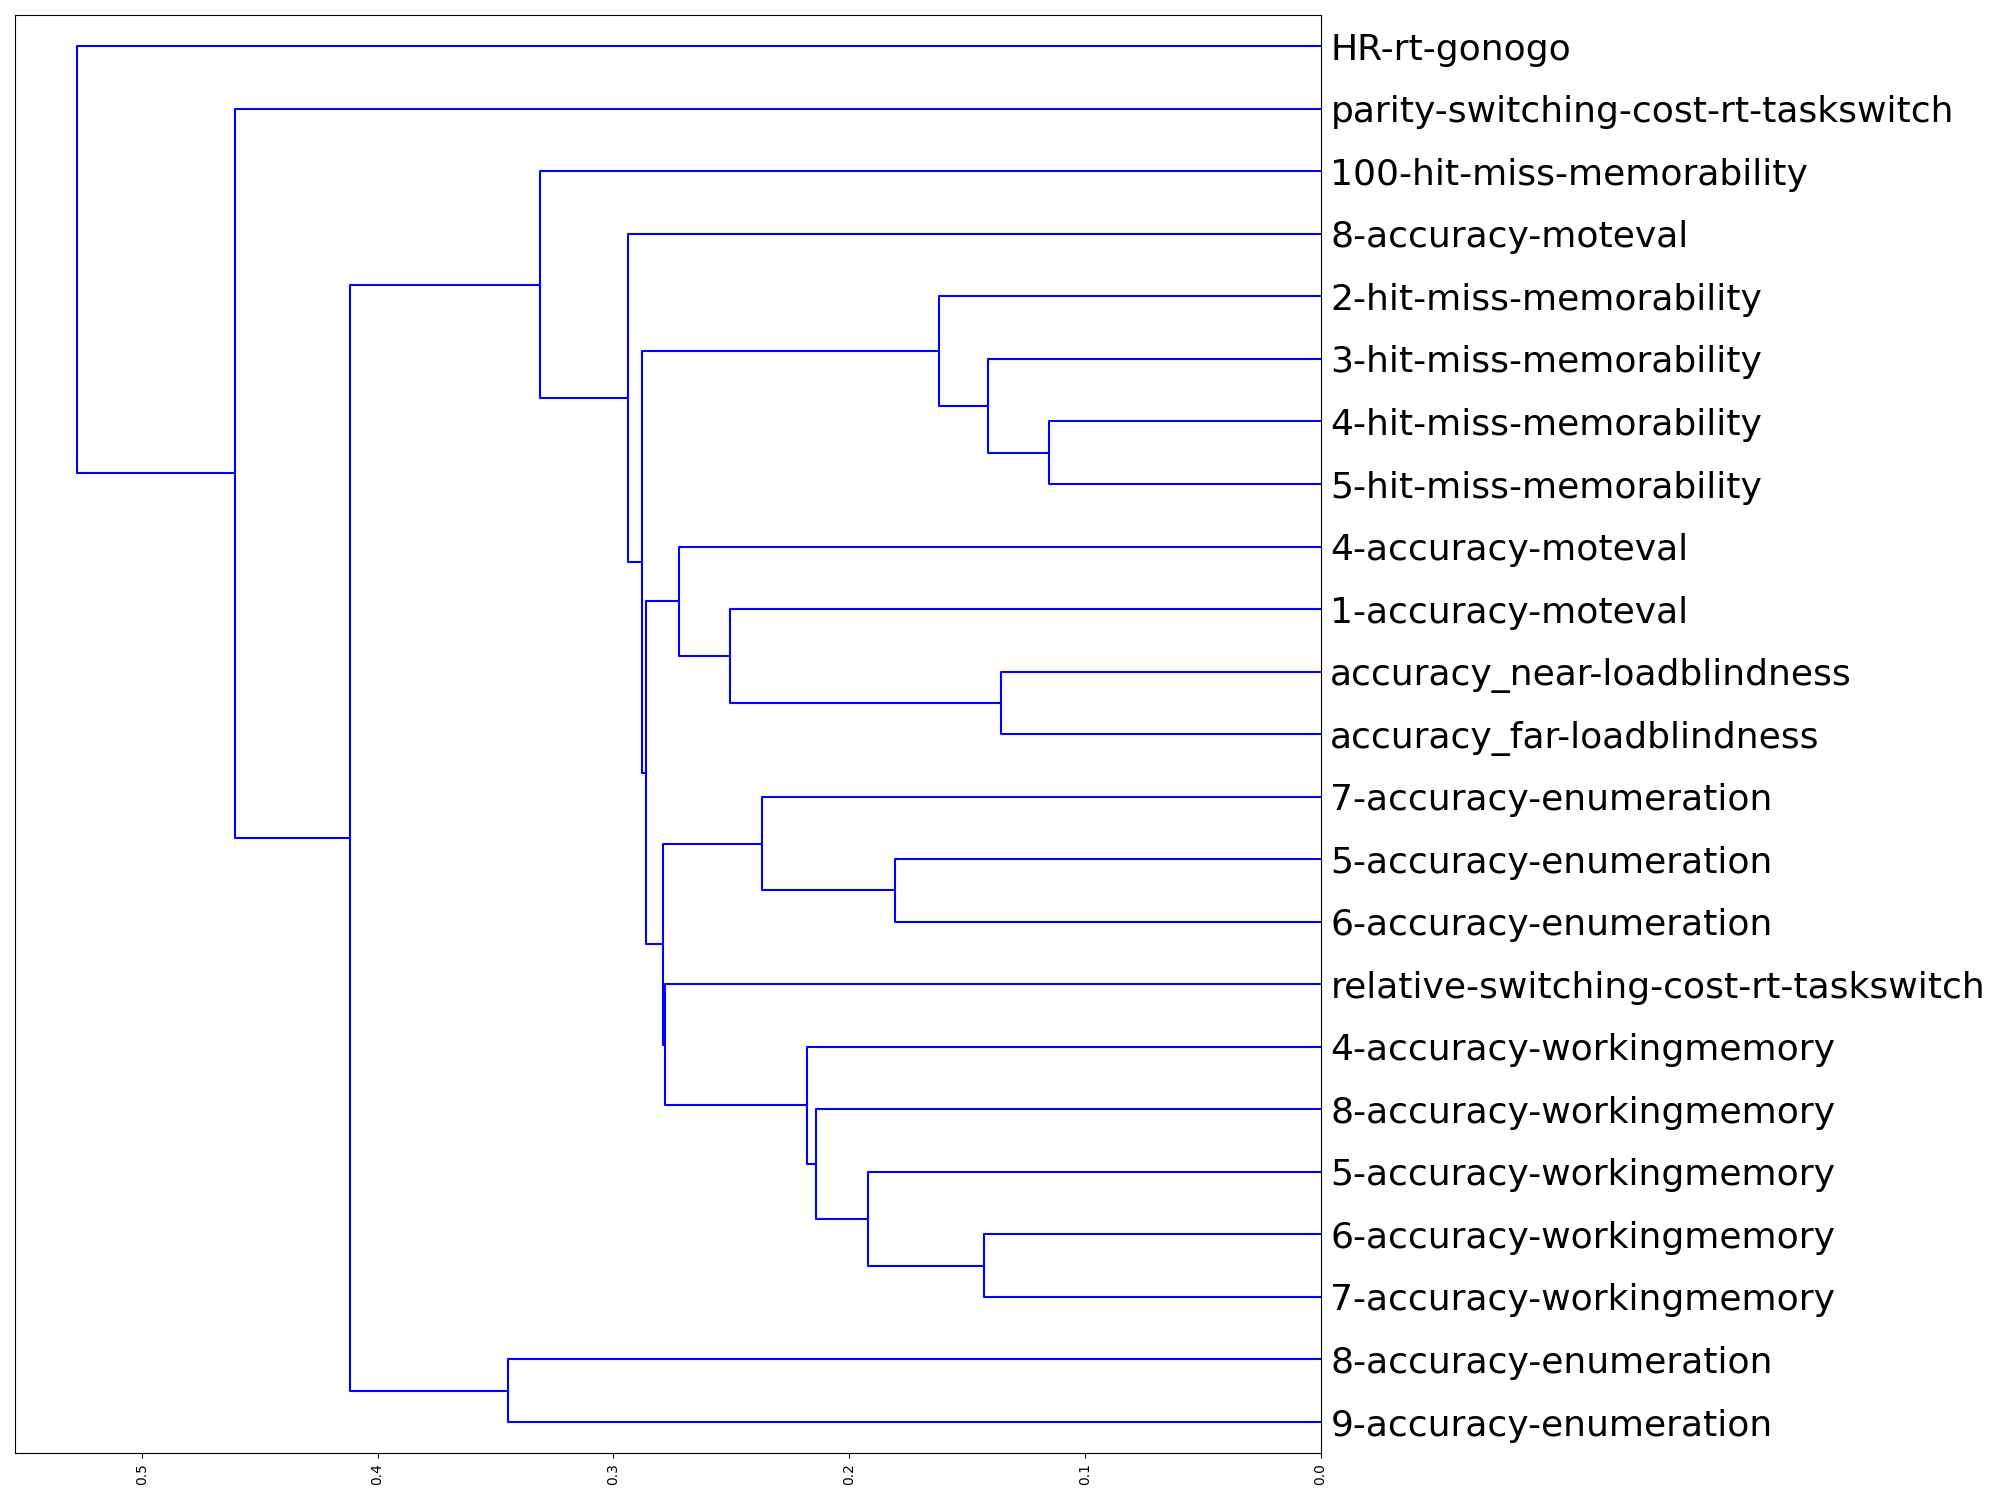 HR-rt-gonogo
parity-switching-cost-rt-taskswitch
100-hit-miss-memorability
8-accuracy-moteval
2-hit-miss-memorability
3-hit-miss-memorability
4-hit-miss-memorability
5-hit-miss-memorability
4-accuracy-moteval
1-accuracy-moteval
accuracy_near-loadblindness
accuracy_far-loadblindness
7-accuracy-enumeration
5-accuracy-enumeration
6-accuracy-enumeration
relative-switching-cost-rt-taskswitch
4-accuracy-workingmemory
8-accuracy-workingmemory
5-accuracy-workingmemory
6-accuracy-workingmemory
7-accuracy-workingmemory
8-accuracy-enumeration
9-accuracy-enumeration
0.5
0.4
0.3
0.2
0.1
0.0